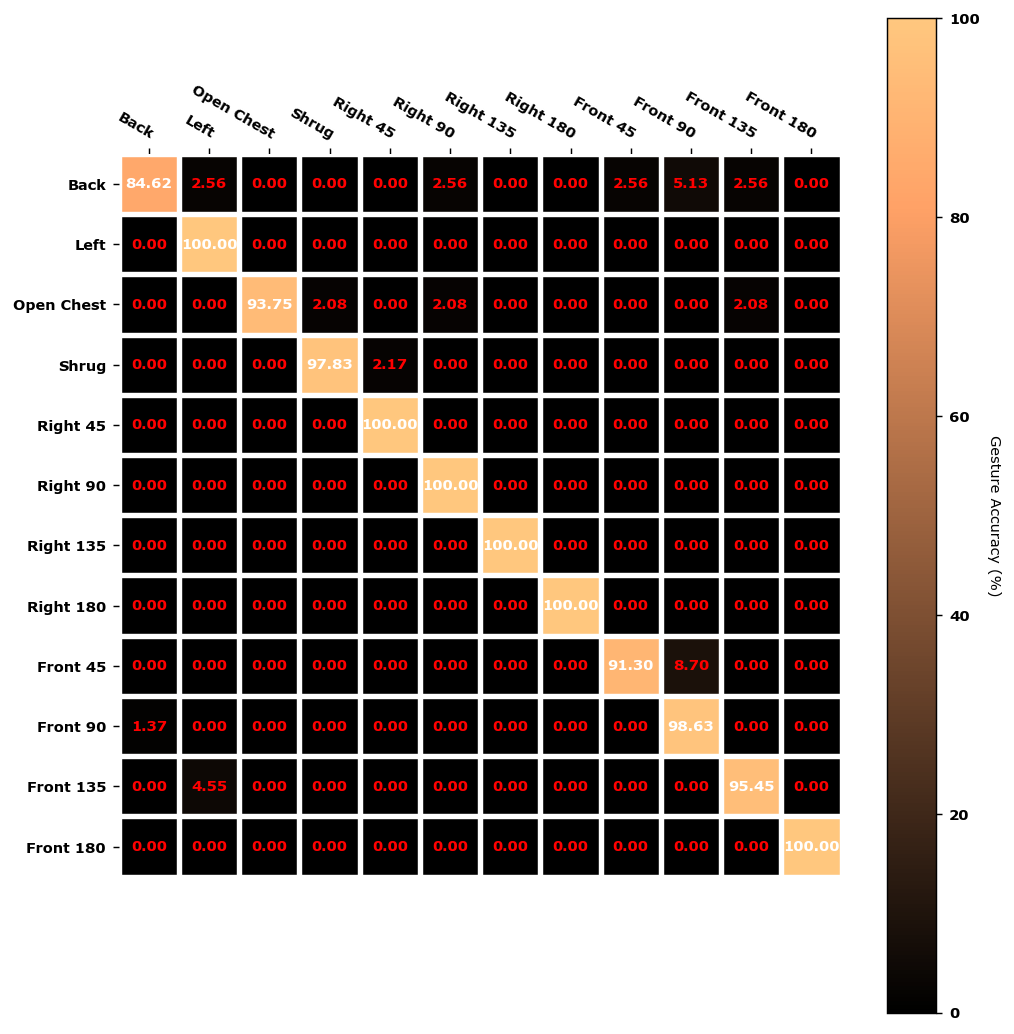 Back Left Open Chest Shrug Right 45 Right 90 Right 135 Right 180 Front 45 Front 90 Front 135 Front 180
Back 84.62 2.56 0.00 0.00 0.00 2.56 0.00 0.00 2.56 5.13 2.56 0.00
Left 0.00 100.00 0.00 0.00 0.00 0.00 0.00 0.00 0.00 0.00 0.00 0.00
Open Chest 0.00 0.00 93.75 2.08 0.00 2.08 0.00 0.00 0.00 0.00 2.08 0.00
Shrug 0.00 0.00 0.00 97.83 2.17 0.00 0.00 0.00 0.00 0.00 0.00 0.00
Right 45 0.00 0.00 0.00 0.00 100.00 0.00 0.00 0.00 0.00 0.00 0.00 0.00
Right 90 0.00 0.00 0.00 0.00 0.00 100.00 0.00 0.00 0.00 0.00 0.00 0.00
Right 135 0.00 0.00 0.00 0.00 0.00 0.00 100.00 0.00 0.00 0.00 0.00 0.00
Right 180 0.00 0.00 0.00 0.00 0.00 0.00 0.00 100.00 0.00 0.00 0.00 0.00
Front 45 0.00 0.00 0.00 0.00 0.00 0.00 0.00 0.00 91.30 8.70 0.00 0.00
Front 90 1.37 0.00 0.00 0.00 0.00 0.00 0.00 0.00 0.00 98.63 0.00 0.00
Front 135 0.00 4.55 0.00 0.00 0.00 0.00 0.00 0.00 0.00 0.00 95.45 0.00
Front 180 0.00 0.00 0.00 0.00 0.00 0.00 0.00 0.00 0.00 0.00 0.00 100.00
100
80
60
40
20
0
Gesture Accuracy (%)